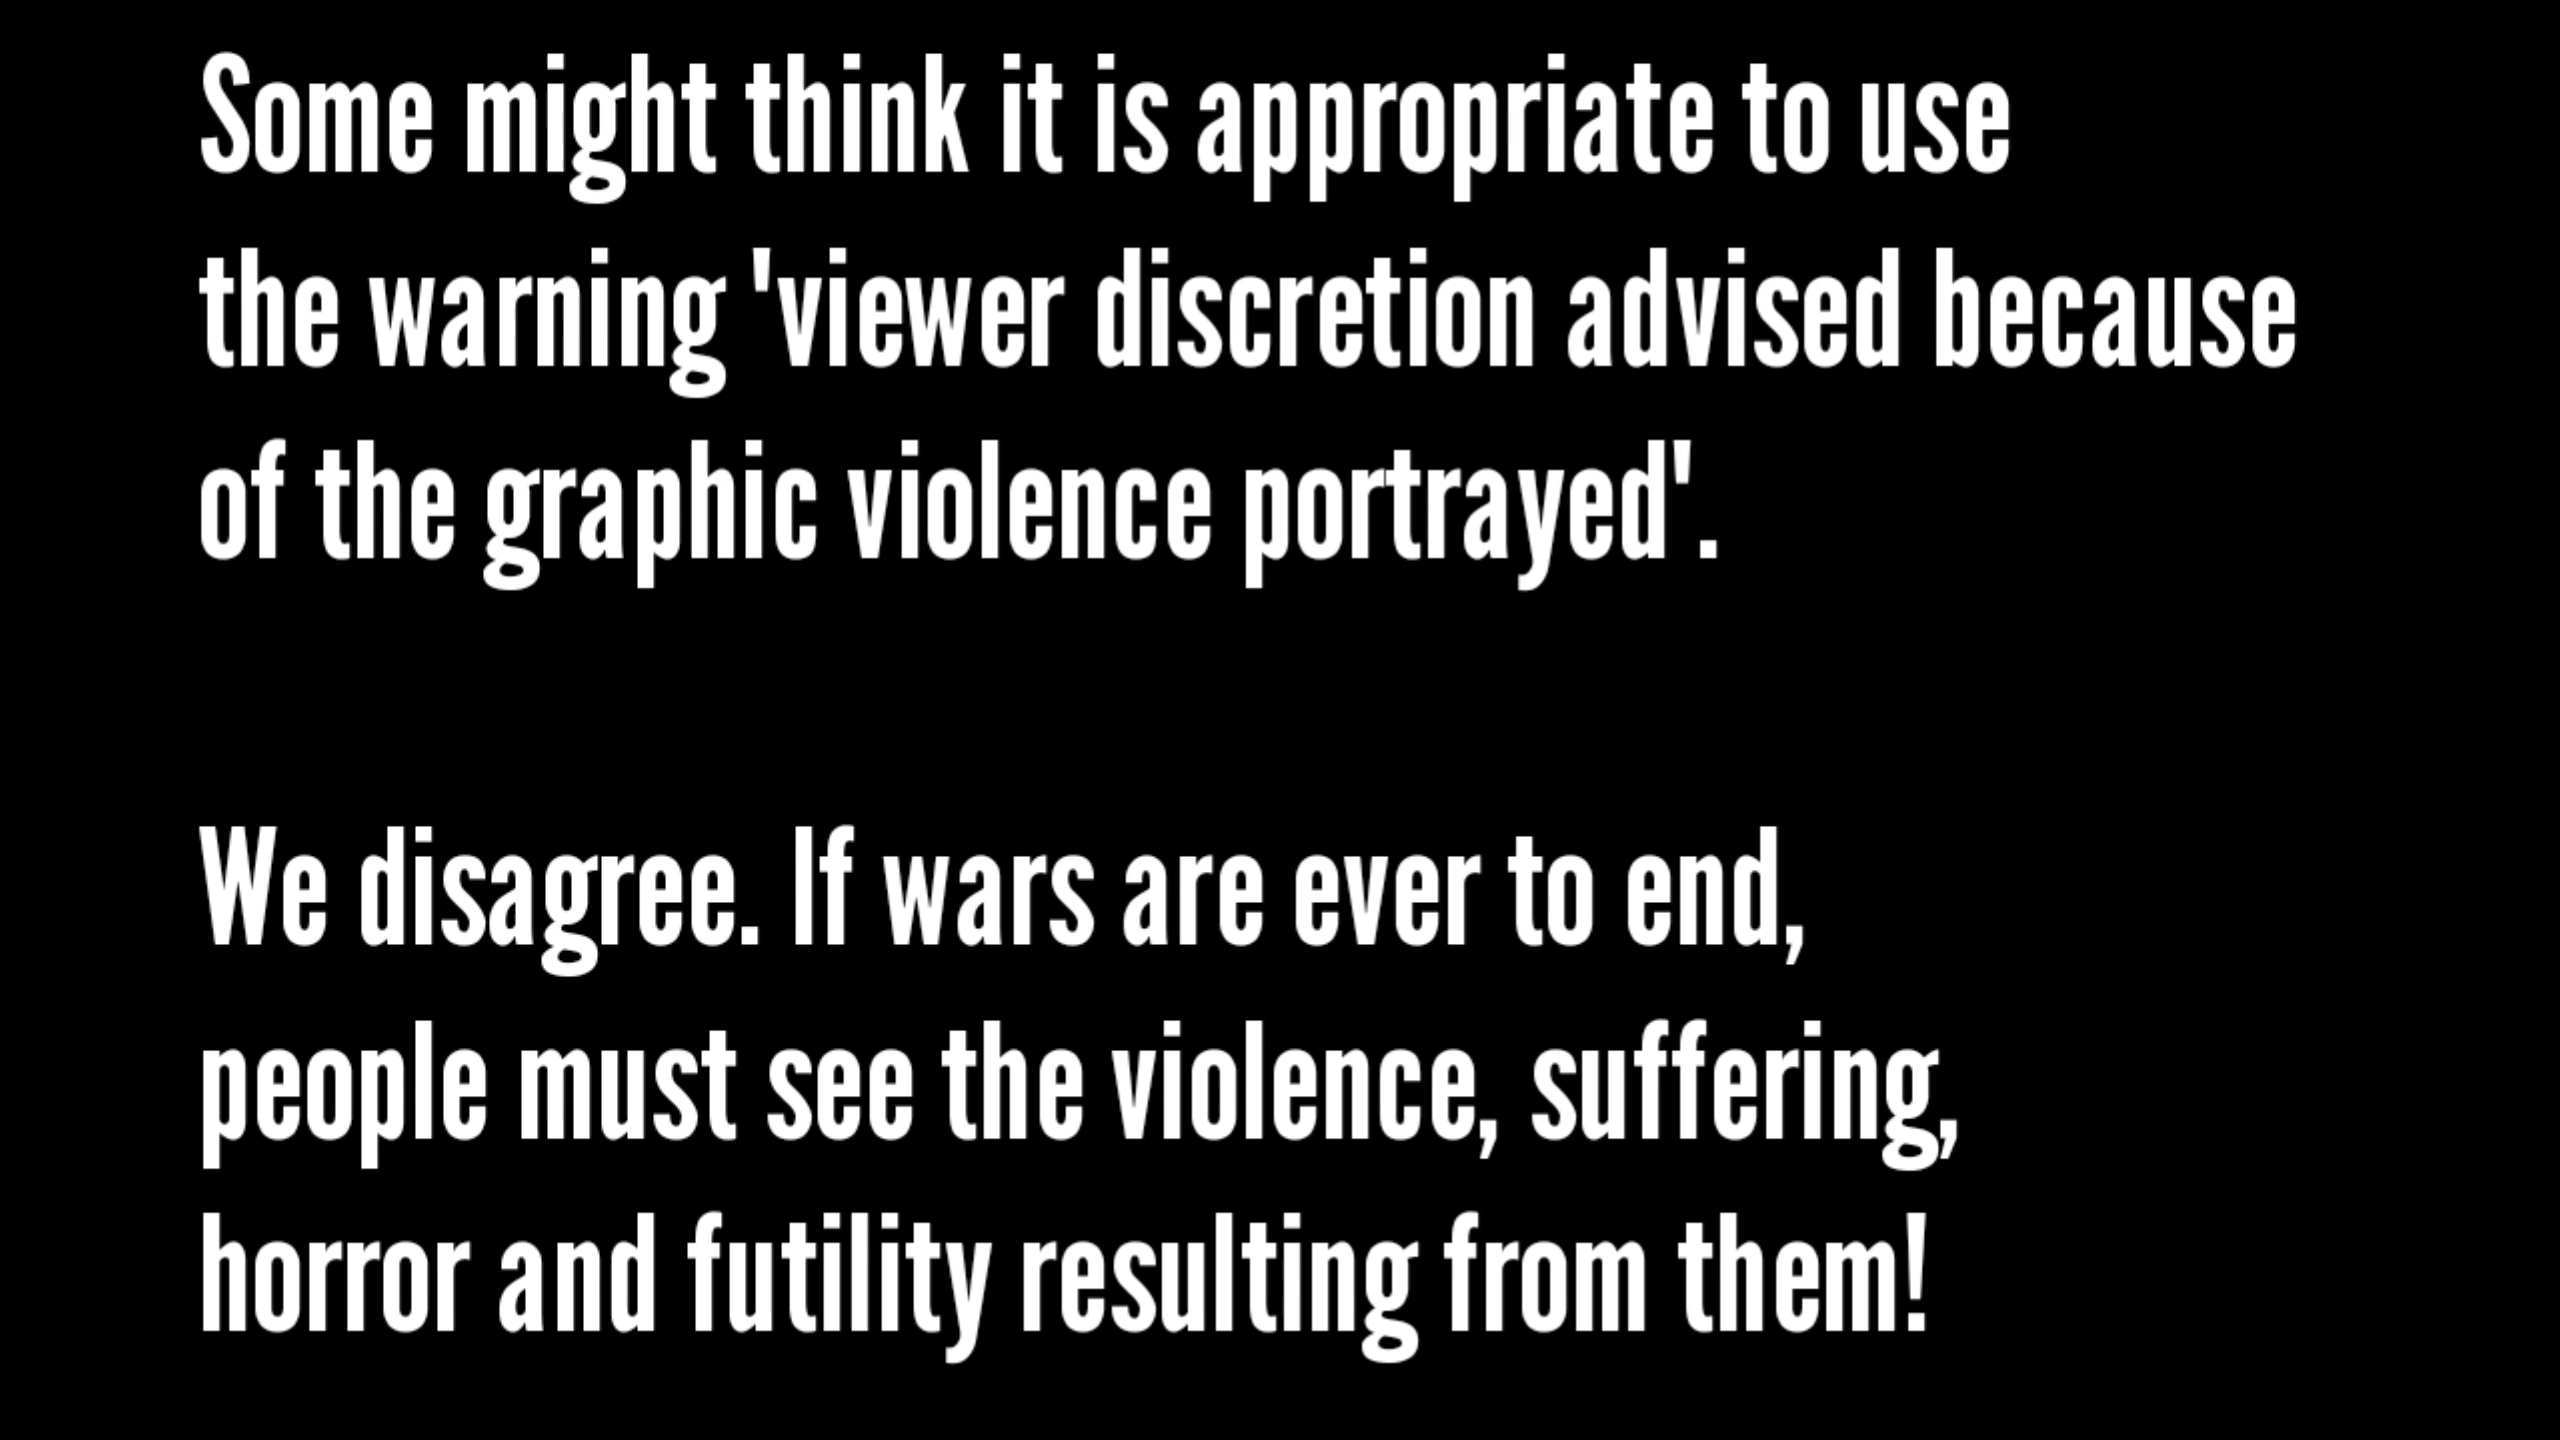 Some might think it is appropriate to use
the warning 'viewer discretion advised because
of the graphic violence portrayed'.
We disagree. If wars are ever to end,
people must see the violence, suffering,
horror and futility resulting from them!